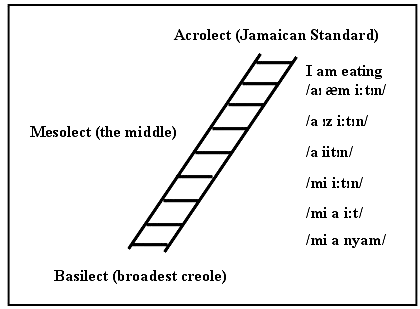 Acrolect (Jamaican Standard)
I am eating
/aɪ æm i:tɪn/
/a ɪz i:tɪn/
Mesolect (the middle)
/a iitɪn/
/mi i:tɪn/
/mi a i:t/
/mi a nyam/
Basilect (broadest creole)